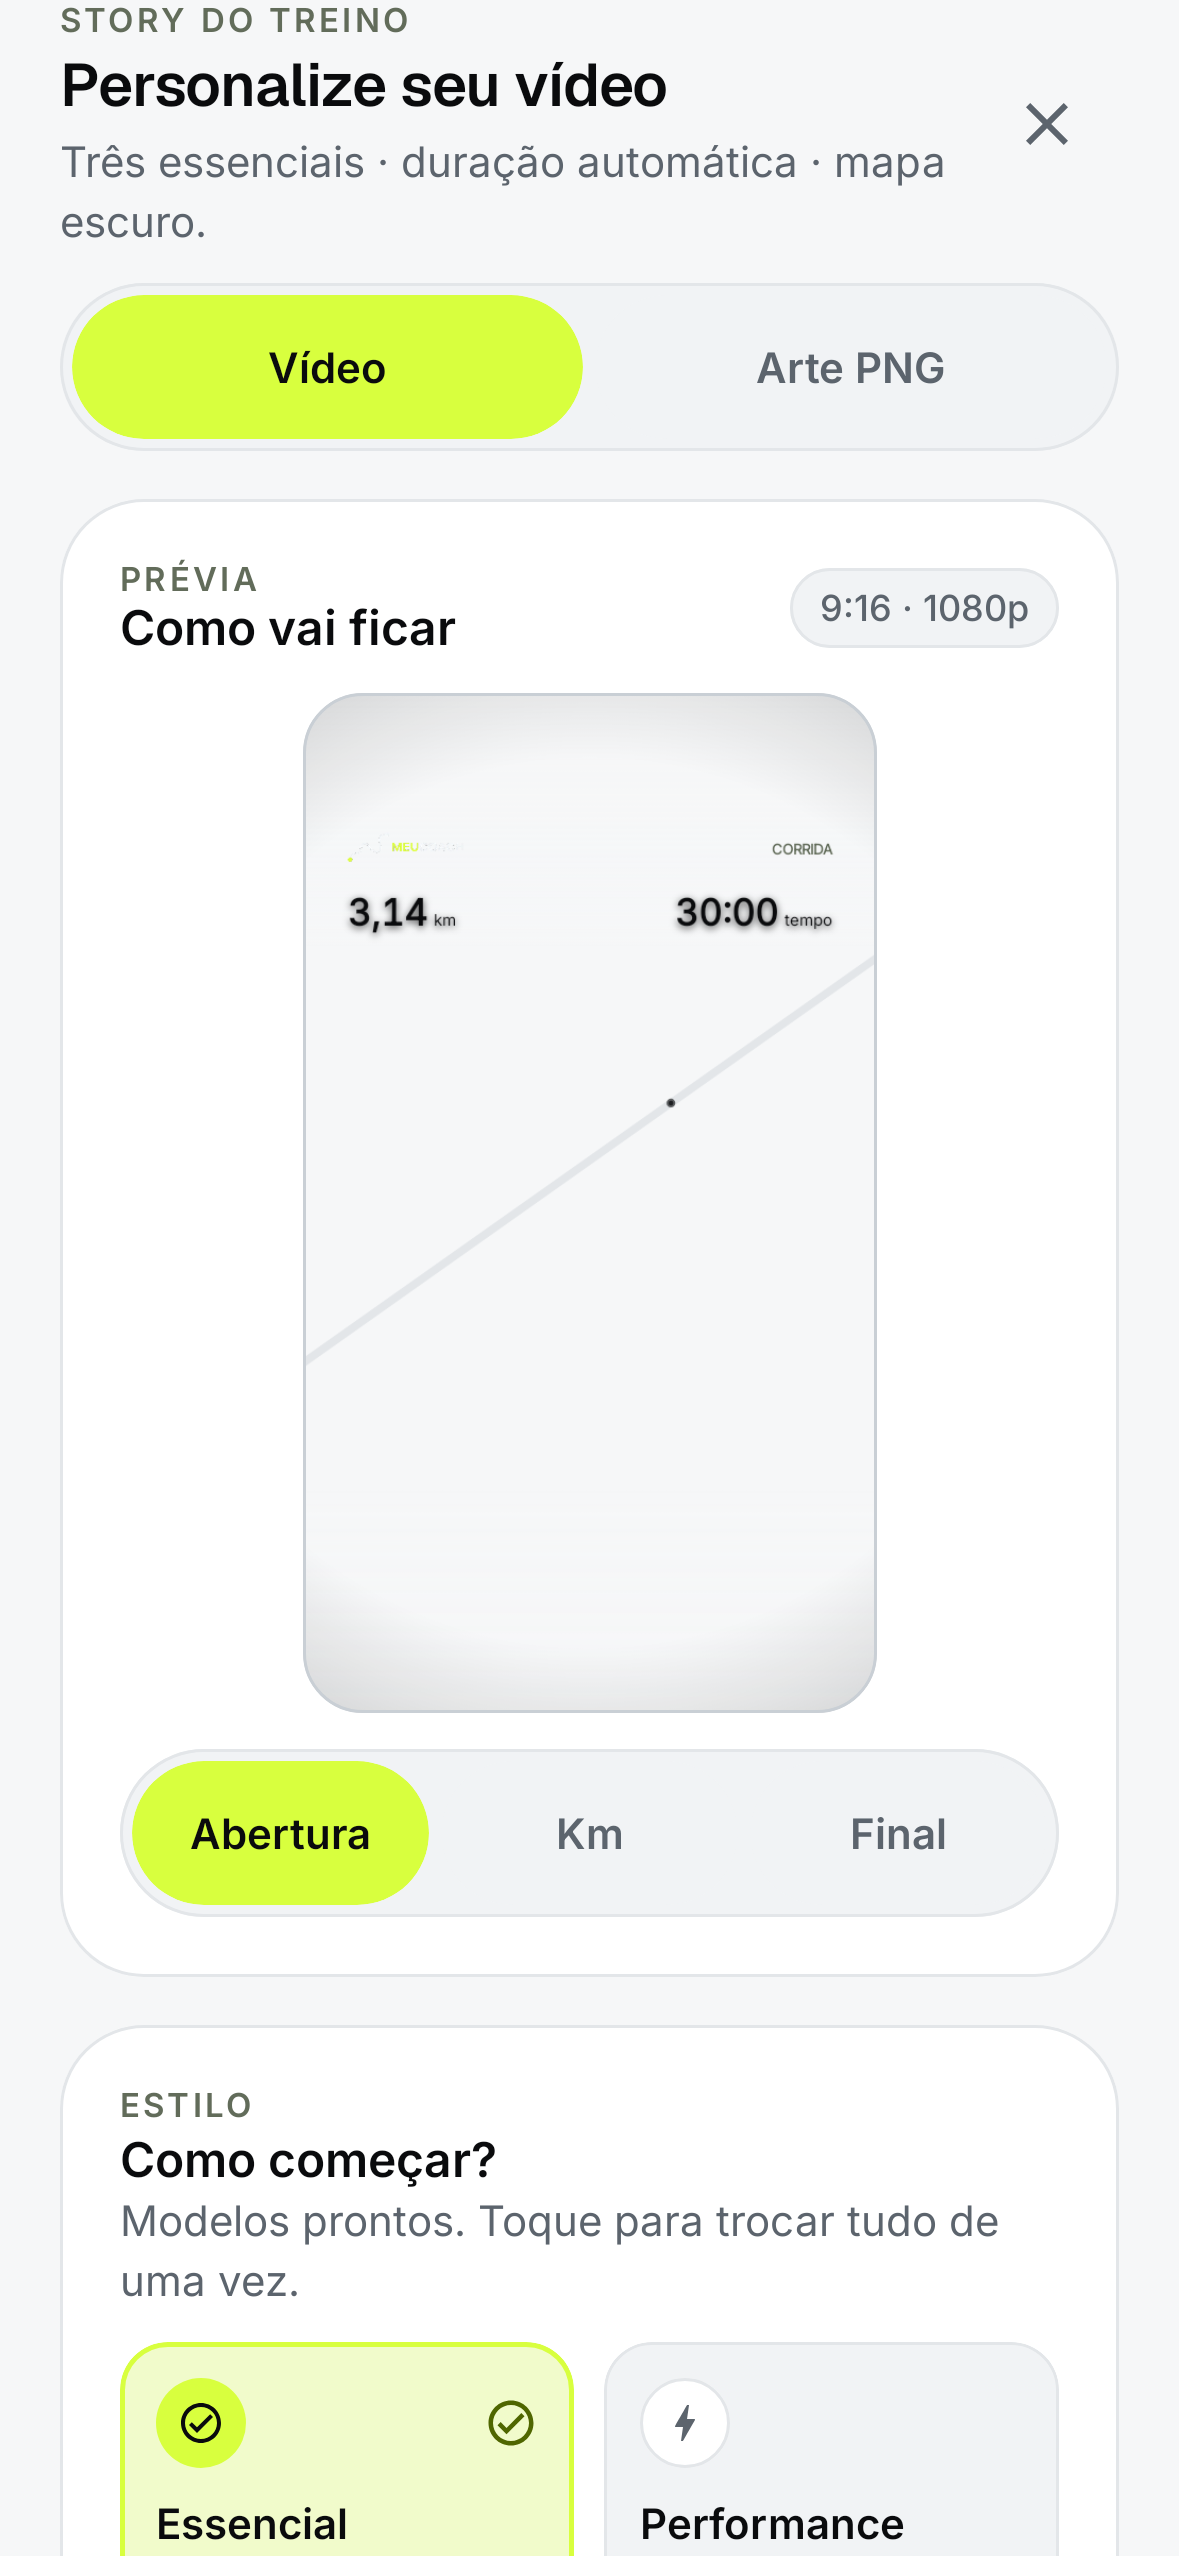 STORY DO TREINO
Personalize seu vídeo
Três essenciais · duração automática · mapa
escuro.
Vídeo
Arte PNG
PRÉVIA
Como vai ficar
9:16 · 1080p
MEU
CORRIDA
3,14 km
30:00 tempo
Abertura
Km
Final
ESTILO
Como começar?
Modelos prontos. Toque para trocar tudo de
uma vez.
Essencial
Performance